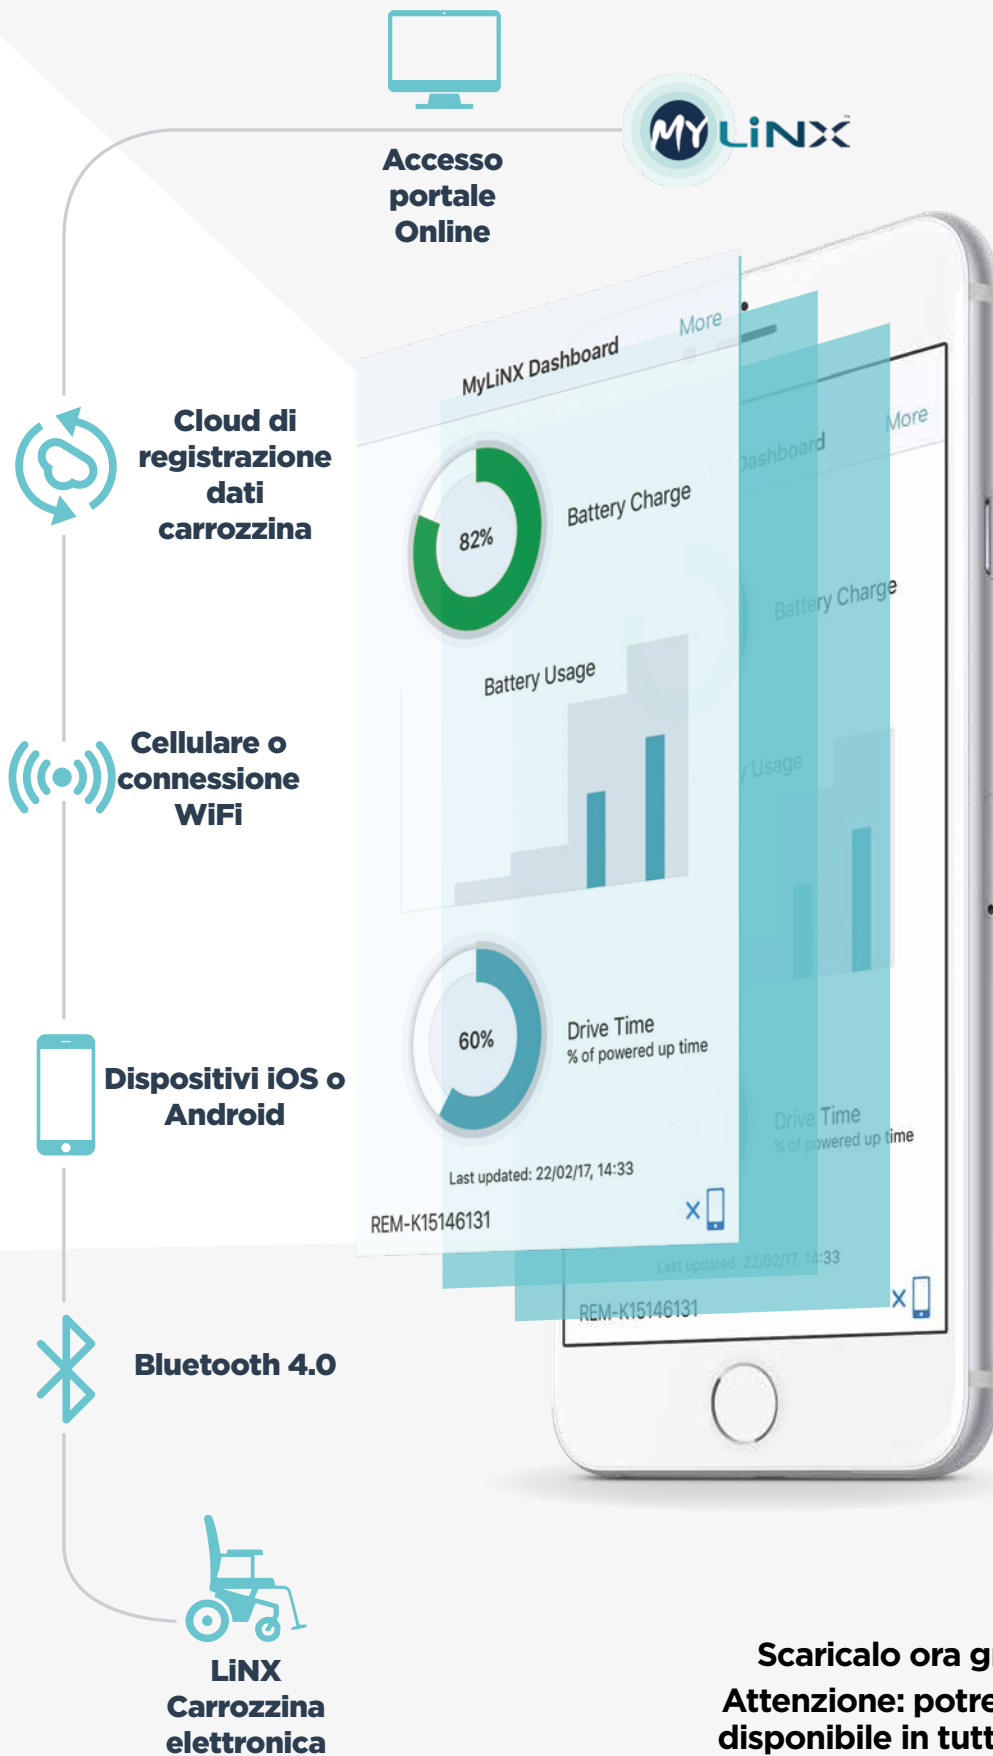 MY LiNX
Accesso
portale
Online
MyLiNX Dashboard
More
82%
Battery Charge
Battery Usage
60%
Drive Time
% of powered up time
Last updated: 22/02/17, 14:33
REM-K15146131
Dashboard
More
Battery Charge
Usage
Drive Time
% of powered up time
Last updated: 22/02/17, 14:33
REM-K15146131
Cloud di
registrazione
dati
carrozzina
Cellulare o
connessione
WiFi
Dispositivi iOS o
Android
Bluetooth 4.0
LiNX
Carrozzina
elettronica
Scaricalo ora gr
Attenzione: potre
disponibile in tutt